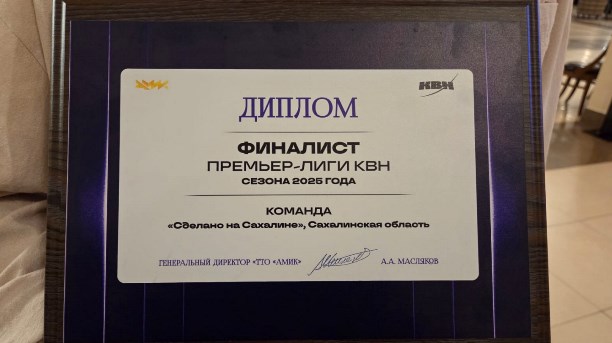 АМИК
КВН
ДИПЛОМ
ФИНАЛИСТ
ПРЕМЬЕР-ЛИГИ КВН
СЕЗОНА 2025 ГОДА
КОМАНДА
«Сделано на Сахалине», Сахалинская область
ГЕНЕРАЛЬНЫЙ ДИРЕКТОР «ТТО «АМИК» А.А. МАСЛЯКОВ